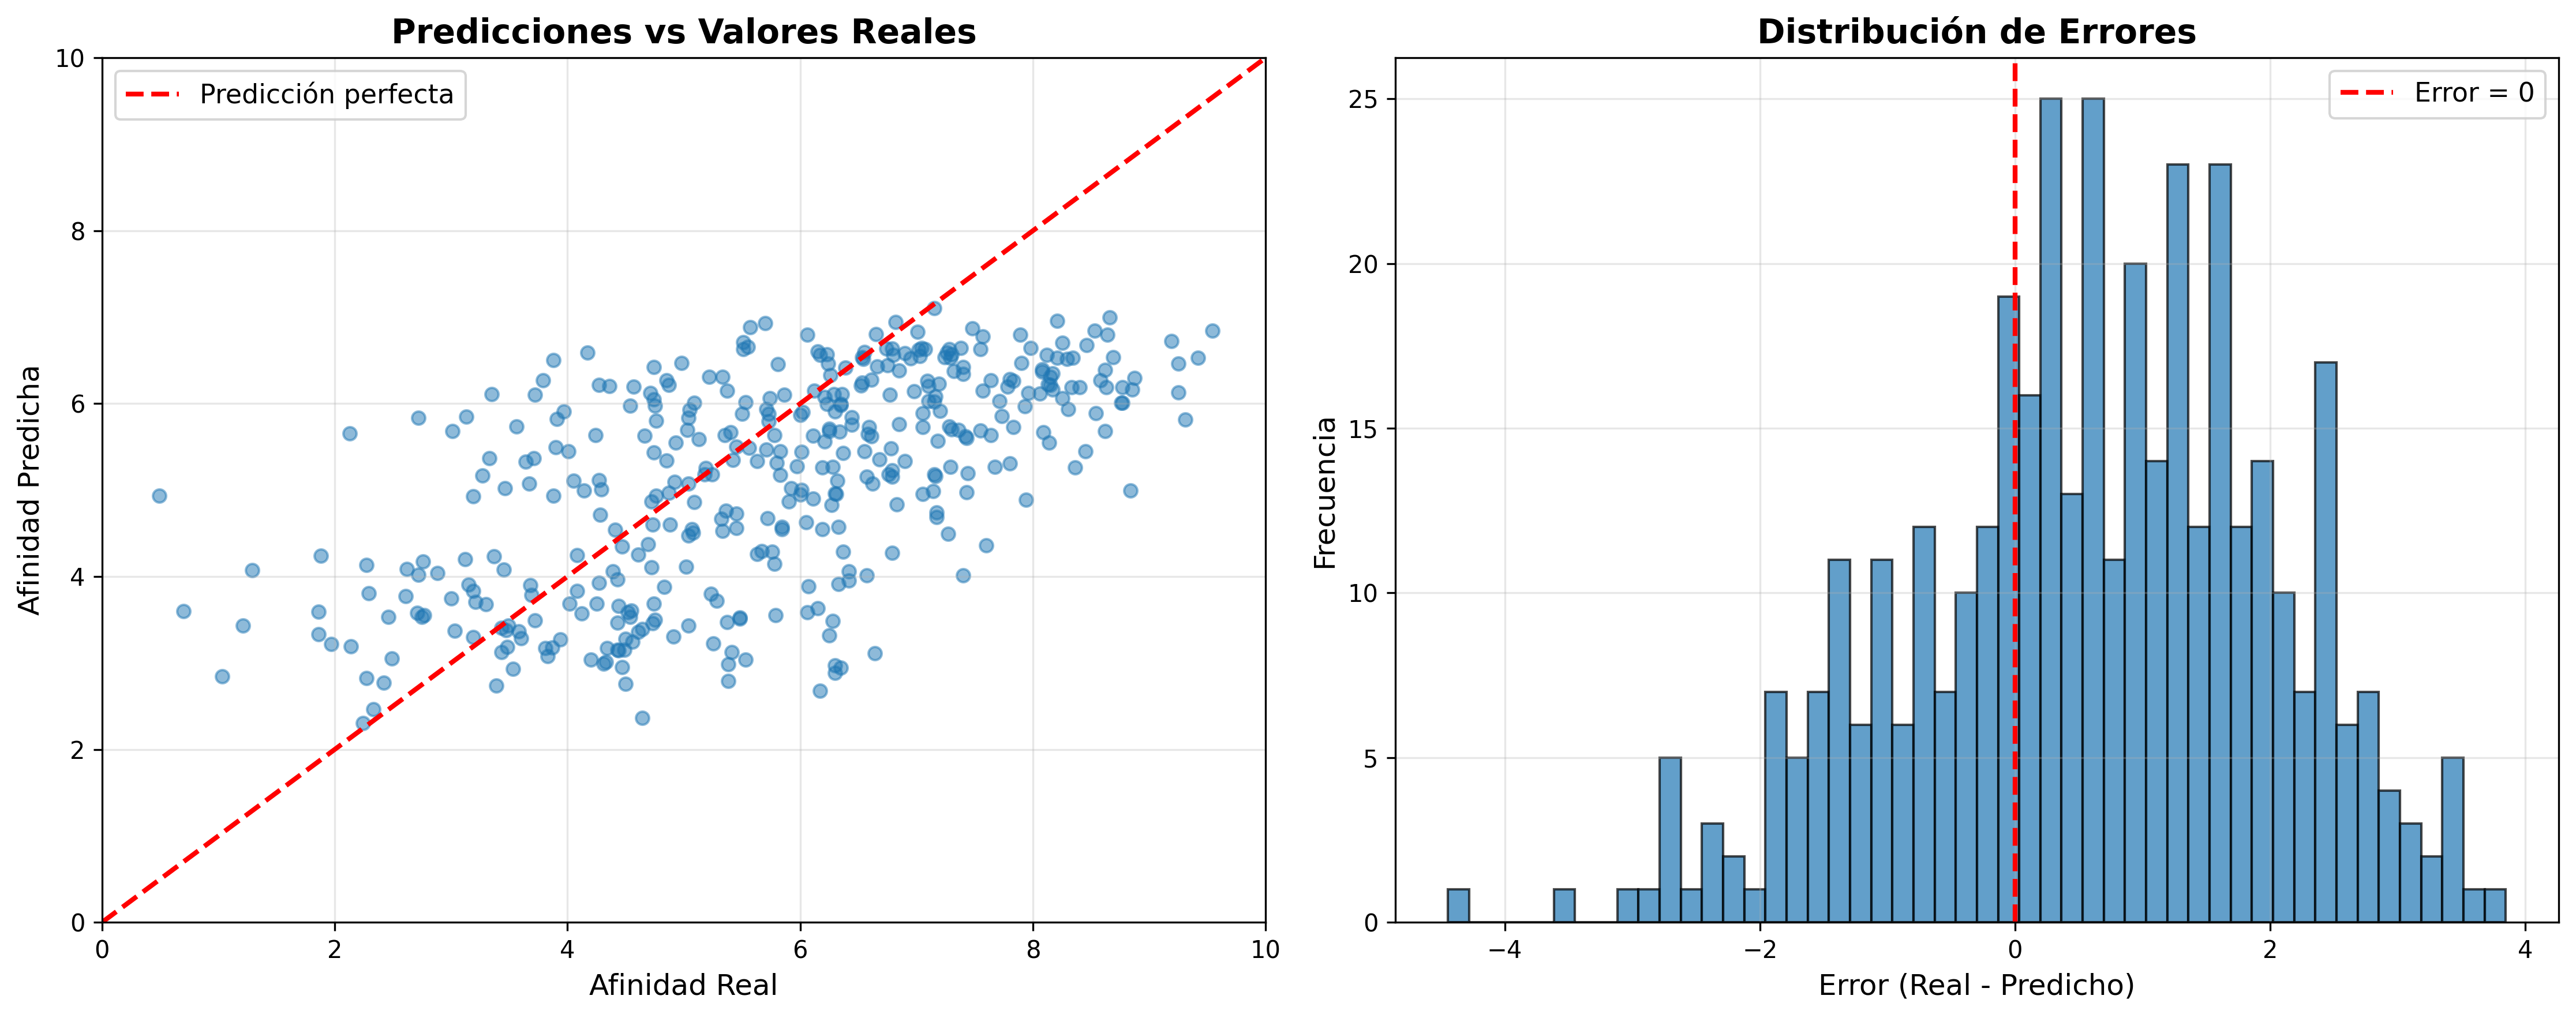 Predicciones vs Valores Reales
Predicción perfecta
10
8
6
4
2
0
Afinidad Predicha
0 2 4 6 8 10
Afinidad Real
Distribución de Errores
Error = 0
25
20
15
10
5
0
Frecuencia
−4 −2 0 2 4
Error (Real - Predicho)